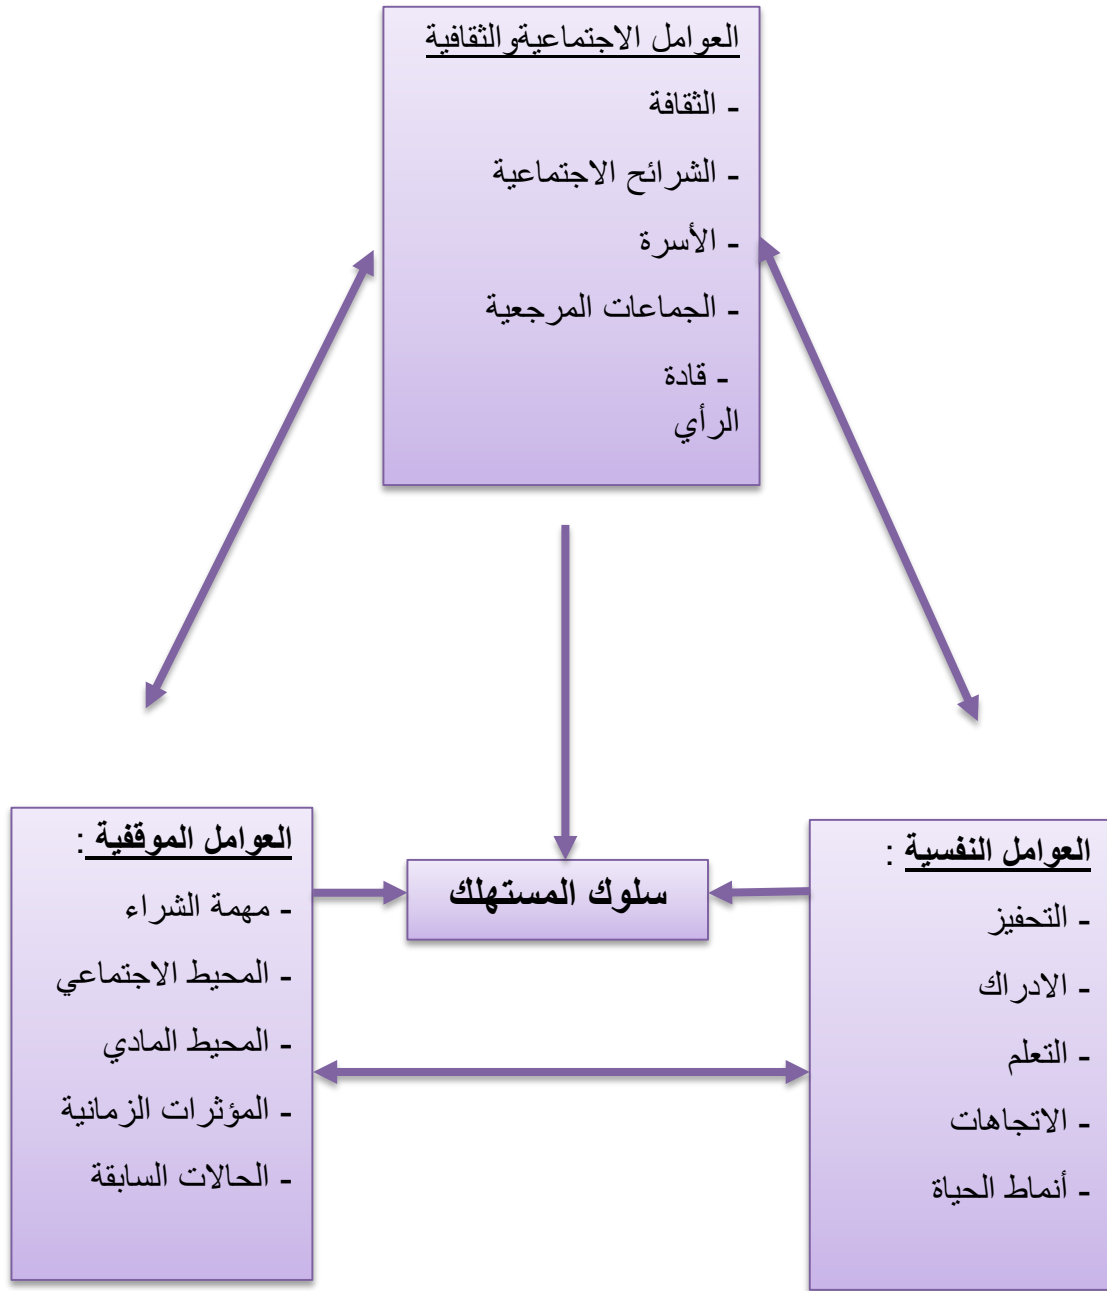 العوامل الاجتماعيةوالثقافية
- الثقافة
- الشرائح الاجتماعية
- الأسرة
- الجماعات المرجعية
- قادة
الرأي
العوامل النفسية :
- التحفيز
- الادراك
- التعلم
- الاتجاهات
- أنماط الحياة
سلوك المستهلك
العوامل الموقفية :
- مهمة الشراء
- المحيط الاجتماعي
- المحيط المادي
- المؤثرات الزمانية
- الحالات السابقة